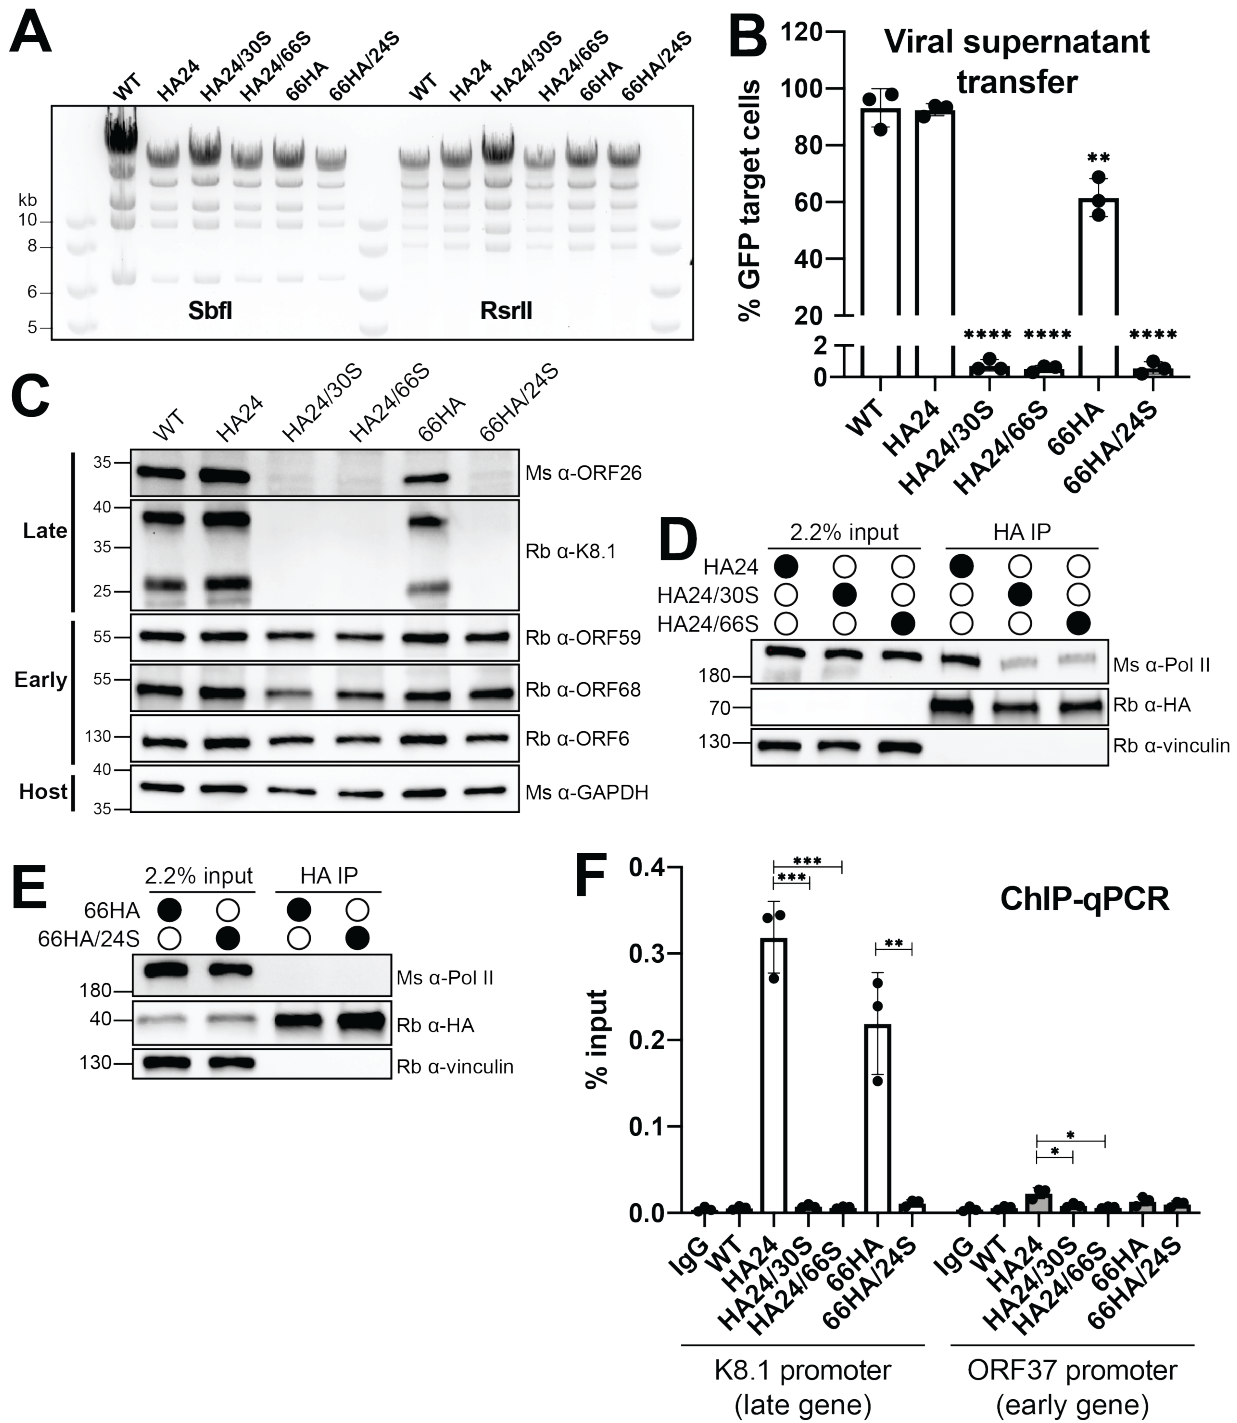 A
WT
HA24
HA24/30S
HA24/66S
66HA
66HA/24S
WT
HA24
HA24/30S
HA24/66S
66HA
66HA/24S
kb
10
8
6
5
SbfI
RsrII
B
Viral supernatant
transfer
% GFP target cells
120
100
80
60
40
20
2
0
**
****
****
****
WT
HA24
HA24/30S
HA24/66S
66HA
66HA/24S
C
WT
HA24
HA24/30S
HA24/66S
66HA
66HA/24S
Late
35
Ms α-ORF26
40
35
25
Rb α-K8.1
Early
55
Rb α-ORF59
55
Rb α-ORF68
130
Rb α-ORF6
Host
40
35
Ms α-GAPDH
D
2.2% input
HA IP
HA24
HA24/30S
HA24/66S
180
Ms α-Pol II
70
Rb α-HA
130
Rb α-vinculin
E
2.2% input
HA IP
66HA
66HA/24S
180
Ms α-Pol II
40
Rb α-HA
130
Rb α-vinculin
F
ChIP-qPCR
% input
0.4
0.3
0.2
0.1
0.0
***
***
**
*
*
IgG
WT
HA24
HA24/30S
HA24/66S
66HA
66HA/24S
IgG
WT
HA24
HA24/30S
HA24/66S
66HA
66HA/24S
K8.1 promoter
(late gene)
ORF37 promoter
(early gene)